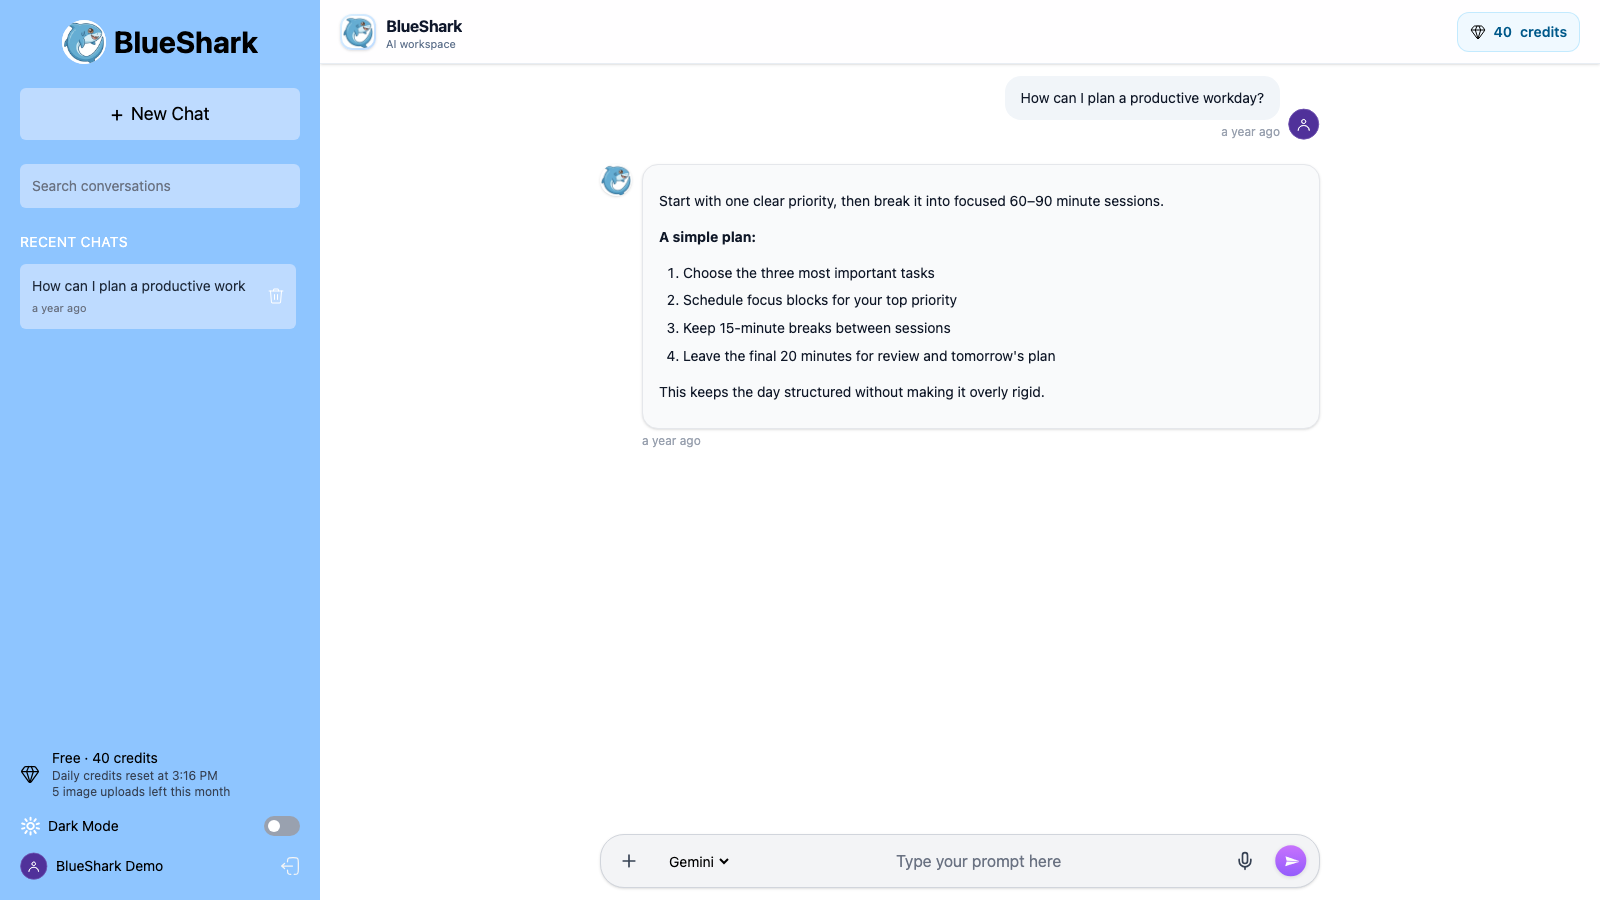 BlueShark
+ New Chat
Search conversations
RECENT CHATS
How can I plan a productive work
a year ago
Free · 40 credits
Daily credits reset at 3:16 PM
5 image uploads left this month
Dark Mode
BlueShark Demo
BlueShark
AI workspace
40 credits
How can I plan a productive workday?
a year ago
Start with one clear priority, then break it into focused 60–90 minute sessions.
A simple plan:
1. Choose the three most important tasks
2. Schedule focus blocks for your top priority
3. Keep 15-minute breaks between sessions
4. Leave the final 20 minutes for review and tomorrow's plan
This keeps the day structured without making it overly rigid.
a year ago
Gemini
Type your prompt here